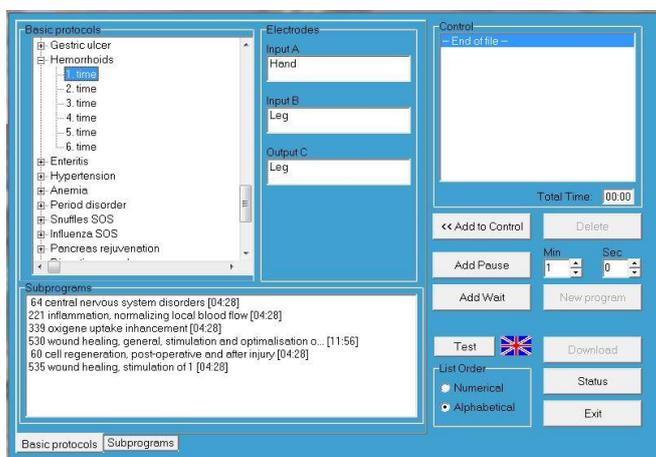 Basic protocols
Gestric ulcer
Hemorrhoids
1. time
2. time
3. time
4. time
5. time
6. time
Enteritis
Hypertension
Anemia
Period disorder
Snuffles SOS
Influenza SOS
Pancreas rejuvenation
Electrodes
Input A
Hand
Input B
Leg
Output C
Leg
Control
-- End of file --
Total Time: 00:00
<< Add to Control
Delete
Add Pause
Min
1
Sec
0
Add Wait
New program
Subprograms
64 central nervous system disorders [04:28]
221 inflammation, normalizing local blood flow [04:28]
339 oxigene uptake inhancement [04:28]
530 wound healing, general, stimulation and optimalisation o... [11:56]
60 cell regeneration, post-operative and after injury [04:28]
535 wound healing, stimulation of 1 [04:28]
Test
Download
List Order
Numerical
Alphabetical
Status
Exit
Basic protocols
Subprograms